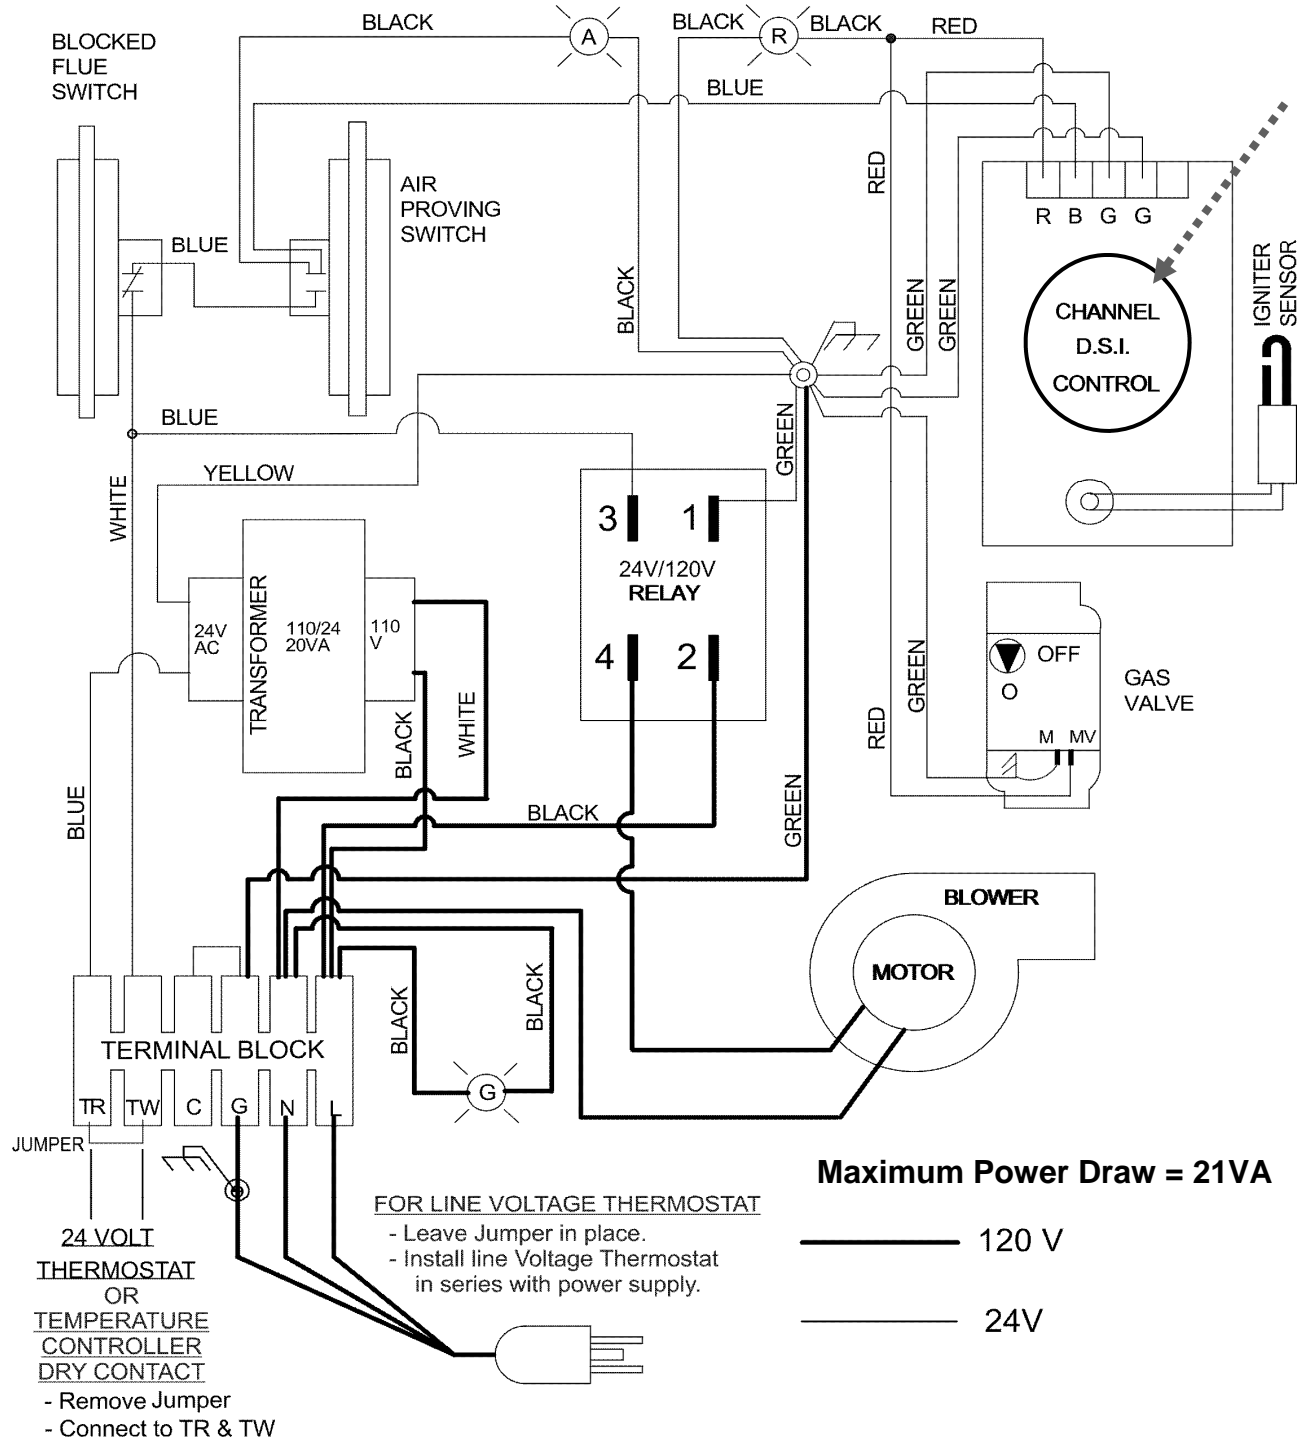 BLACK
A
BLACK
R
BLACK
RED
BLOCKED
FLUE
SWITCH
BLUE
AIR
PROVING
SWITCH
RED
R B G G
BLUE
BLACK
GREEN
GREEN
IGNITER
SENSOR
CHANNEL
D.S.I.
CONTROL
BLUE
GREEN
YELLOW
WHITE
3 1
24V/120V
RELAY
4 2
TRANSFORMER
24V
AC
110/24
20VA
110
V
OFF
O
GAS
VALVE
M MV
GREEN
RED
WHITE
BLACK
BLUE
BLACK
GREEN
BLOWER
MOTOR
BLACK
BLACK
TERMINAL BLOCK
G
TR TW C G N L
JUMPER
24 VOLT
THERMOSTAT
OR
TEMPERATURE
CONTROLLER
DRY CONTACT
- Remove Jumper
- Connect to TR & TW
FOR LINE VOLTAGE THERMOSTAT
- Leave Jumper in place.
- Install line Voltage Thermostat
in series with power supply.
Maximum Power Draw = 21VA
120 V
24V